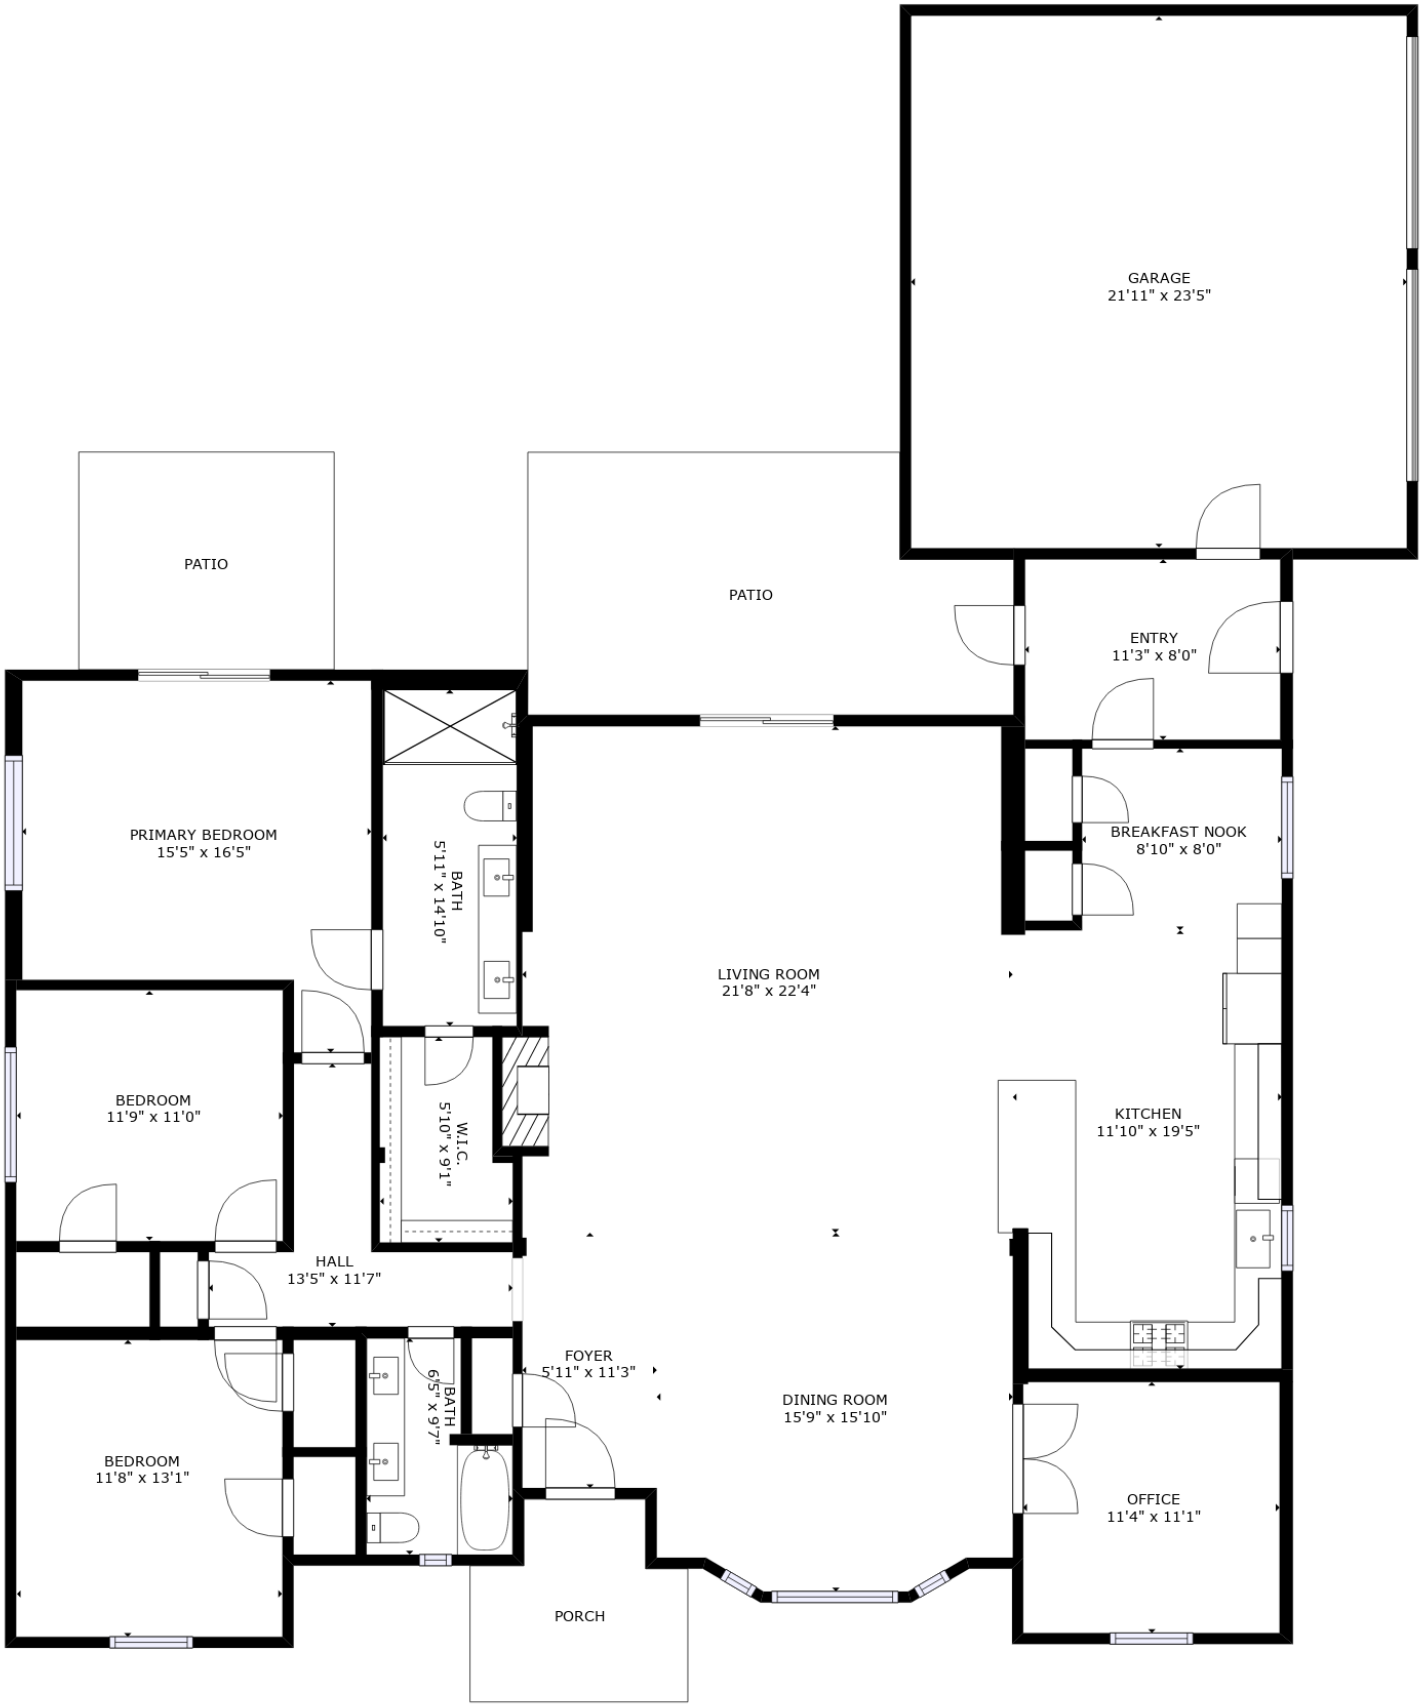 GARAGE
21'11" x 23'5"
PATIO
PATIO
ENTRY
11'3" x 8'0"
PRIMARY BEDROOM
15'5" x 16'5"
BATH
5'11" x 14'10"
BREAKFAST NOOK
8'10" x 8'0"
LIVING ROOM
21'8" x 22'4"
BEDROOM
11'9" x 11'0"
W.I.C.
5'10" x 9'1"
KITCHEN
11'10" x 19'5"
HALL
13'5" x 11'7"
FOYER
5'11" x 11'3"
BATH
6'5" x 9'7"
DINING ROOM
15'9" x 15'10"
BEDROOM
11'8" x 13'1"
OFFICE
11'4" x 11'1"
PORCH